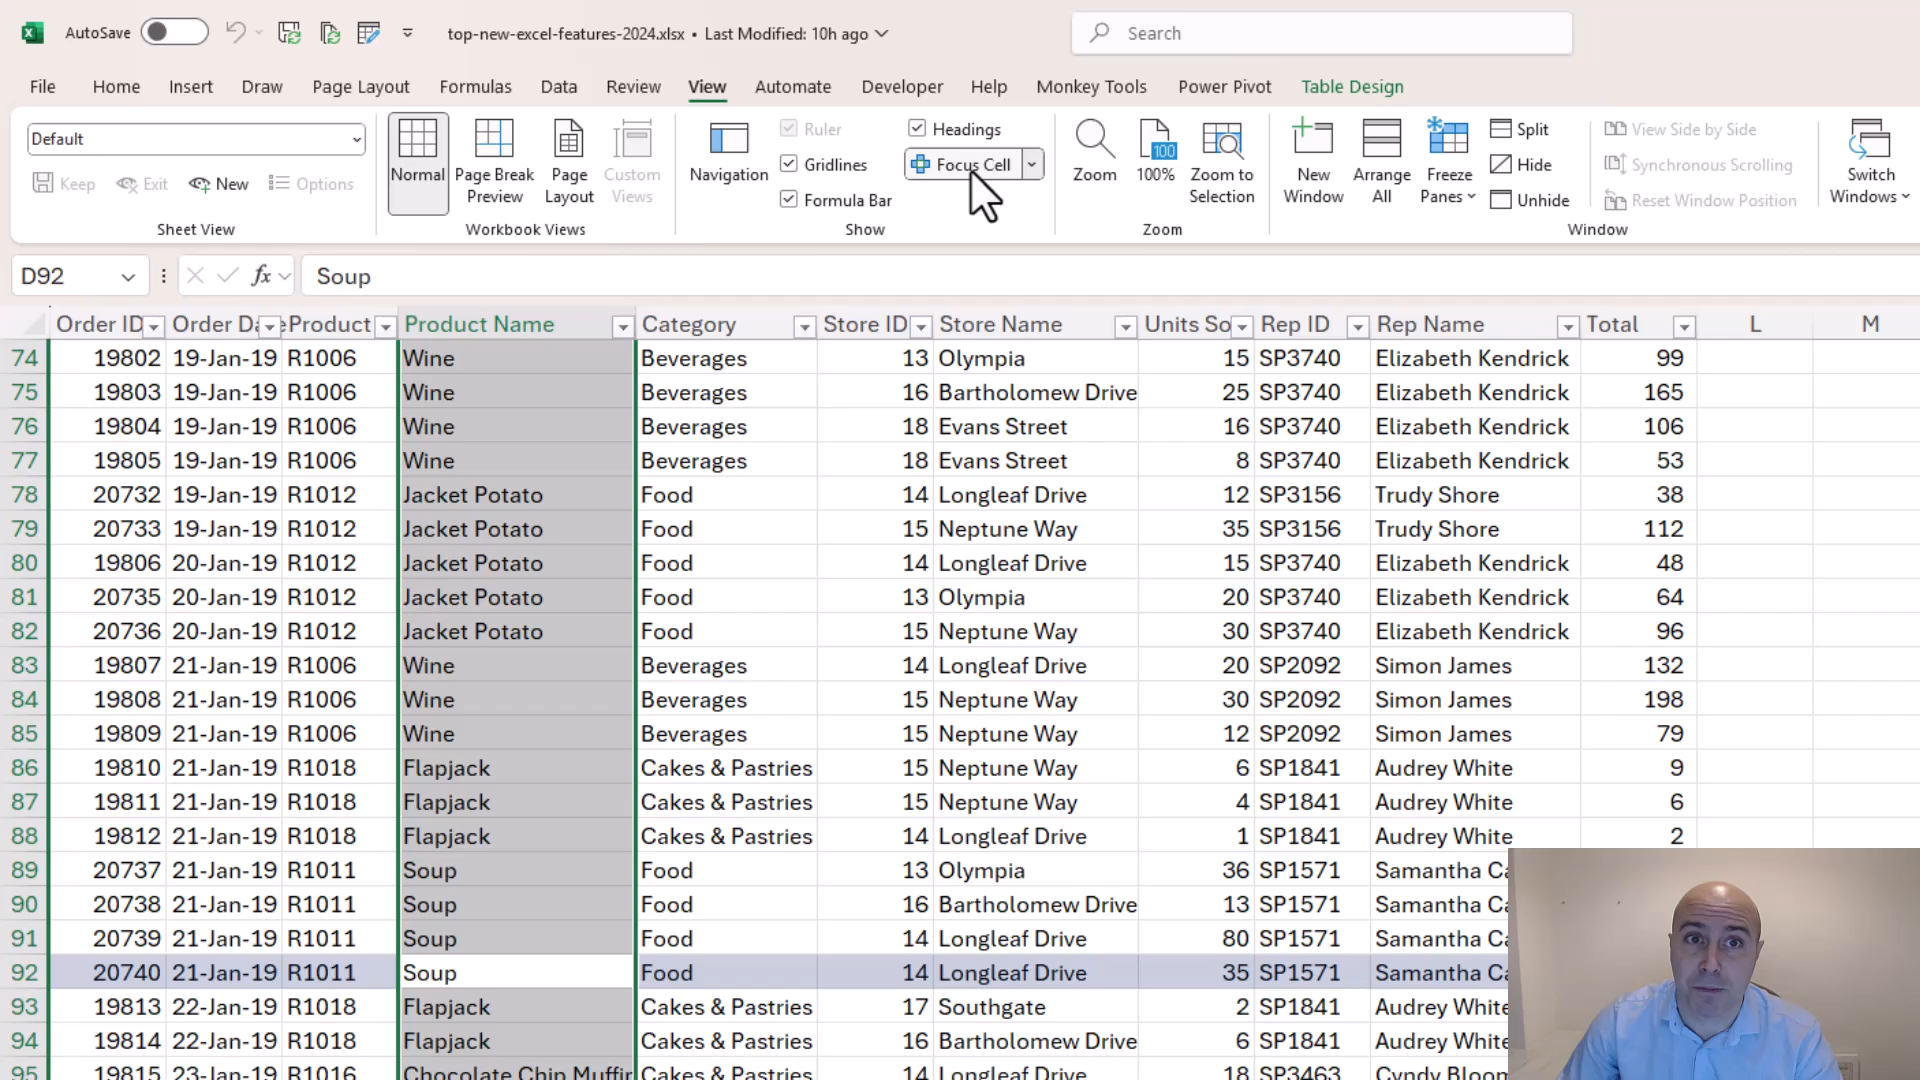 AutoSave top-new-excel-features-2024.xlsx • Last Modified: 10h ago Search
File Home Insert Draw Page Layout Formulas Data Review View Automate Developer Help Monkey Tools Power Pivot Table Design
Default
Keep Exit New Options
Sheet View
Normal Page Break Preview Page Layout Custom Views
Workbook Views
Navigation
Ruler Headings
Gridlines Focus Cell
Formula Bar
Show
Zoom 100 100% Zoom to Selection
Zoom
New Window Arrange All Freeze Panes
Split View Side by Side
Hide Synchronous Scrolling
Unhide Reset Window Position
Window
Switch Windows
D92 fx Soup
Order ID Order Date Product Product Name Category Store ID Store Name Units So Rep ID Rep Name Total L M
74 19802 19-Jan-19 R1006 Wine Beverages 13 Olympia 15 SP3740 Elizabeth Kendrick 99
75 19803 19-Jan-19 R1006 Wine Beverages 16 Bartholomew Drive 25 SP3740 Elizabeth Kendrick 165
76 19804 19-Jan-19 R1006 Wine Beverages 18 Evans Street 16 SP3740 Elizabeth Kendrick 106
77 19805 19-Jan-19 R1006 Wine Beverages 18 Evans Street 8 SP3740 Elizabeth Kendrick 53
78 20732 19-Jan-19 R1012 Jacket Potato Food 14 Longleaf Drive 12 SP3156 Trudy Shore 38
79 20733 19-Jan-19 R1012 Jacket Potato Food 15 Neptune Way 35 SP3156 Trudy Shore 112
80 19806 20-Jan-19 R1012 Jacket Potato Food 14 Longleaf Drive 15 SP3740 Elizabeth Kendrick 48
81 20735 20-Jan-19 R1012 Jacket Potato Food 13 Olympia 20 SP3740 Elizabeth Kendrick 64
82 20736 20-Jan-19 R1012 Jacket Potato Food 15 Neptune Way 30 SP3740 Elizabeth Kendrick 96
83 19807 21-Jan-19 R1006 Wine Beverages 14 Longleaf Drive 20 SP2092 Simon James 132
84 19808 21-Jan-19 R1006 Wine Beverages 15 Neptune Way 30 SP2092 Simon James 198
85 19809 21-Jan-19 R1006 Wine Beverages 15 Neptune Way 12 SP2092 Simon James 79
86 19810 21-Jan-19 R1018 Flapjack Cakes & Pastries 15 Neptune Way 6 SP1841 Audrey White 9
87 19811 21-Jan-19 R1018 Flapjack Cakes & Pastries 15 Neptune Way 4 SP1841 Audrey White 6
88 19812 21-Jan-19 R1018 Flapjack Cakes & Pastries 14 Longleaf Drive 1 SP1841 Audrey White 2
89 20737 21-Jan-19 R1011 Soup Food 13 Olympia 36 SP1571 Samantha Ca
90 20738 21-Jan-19 R1011 Soup Food 16 Bartholomew Drive 13 SP1571 Samantha Ca
91 20739 21-Jan-19 R1011 Soup Food 14 Longleaf Drive 80 SP1571 Samantha Ca
92 20740 21-Jan-19 R1011 Soup Food 14 Longleaf Drive 35 SP1571 Samantha Ca
93 19813 22-Jan-19 R1018 Flapjack Cakes & Pastries 17 Southgate 2 SP1841 Audrey White
94 19814 22-Jan-19 R1018 Flapjack Cakes & Pastries 16 Bartholomew Drive 6 SP1841 Audrey White
95 19815 23-Jan-19 R1016 Chocolate Chip Muffin Cakes & Pastries 14 Longleaf Drive 18 SP3463 Cyndy Bloom